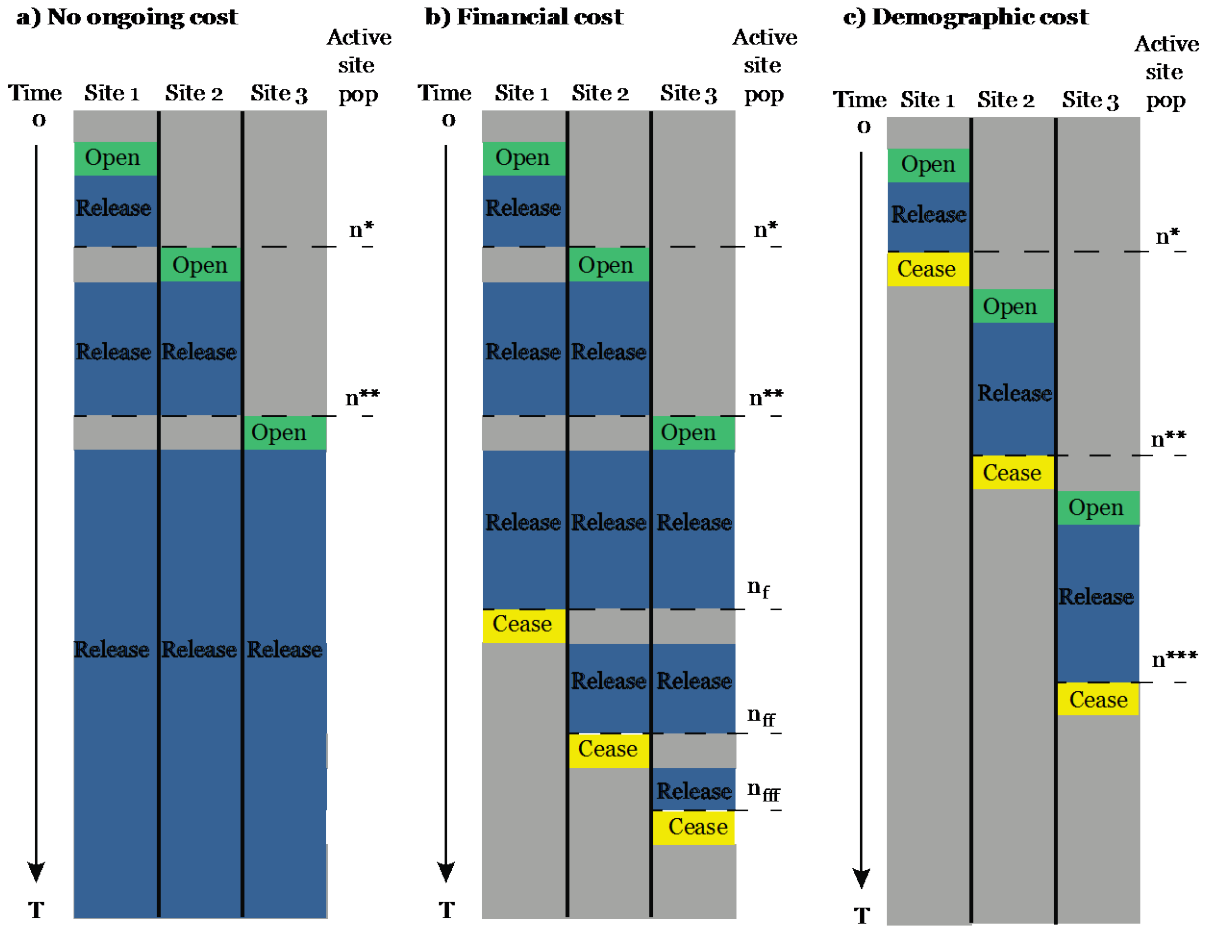 a) No ongoing cost
Time Site 1 Site 2 Site 3 Active site pop
0
Open
Release
n*
Open
Release Release
n**
Open
Release Release Release
T
b) Financial cost
Time Site 1 Site 2 Site 3 Active site pop
0
Open
Release
n*
Open
Release Release
n**
Open
Release Release Release
nf
Cease
Release Release
nff
Cease
Release
nfff
Cease
T
c) Demographic cost
Time Site 1 Site 2 Site 3 Active site pop
0
Open
Release
n*
Cease
Open
Release
n**
Cease
Open
Release
n***
Cease
T